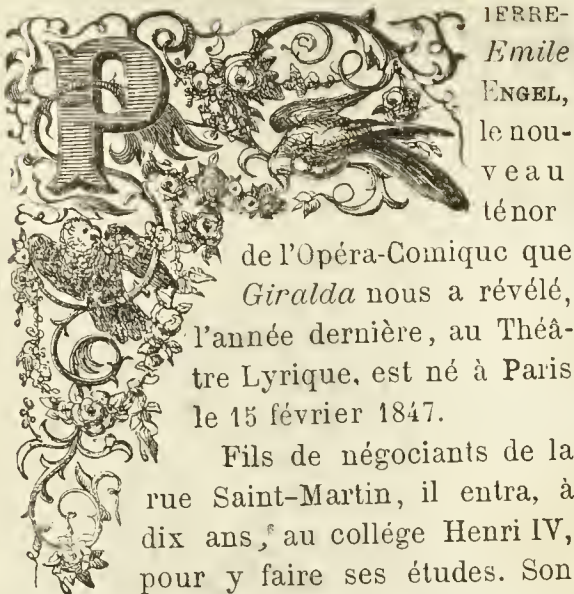 PIERRE-
Emile
ENGEL,
le nou-
veau
ténor
de l'Opéra-Comique que
Giralda nous a révélé,
l'année dernière, au Théâ-
tre Lyrique, est né à Paris
le 15 février 1847.
Fils de négociants de la
rue Saint-Martin, il entra, à
dix ans, au collége Henri IV,
pour y faire ses études. Son